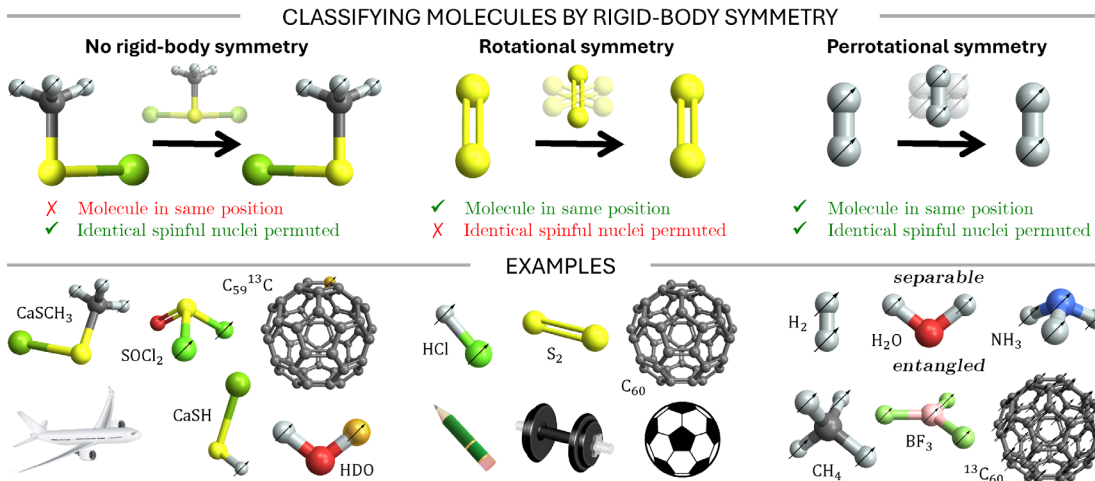 CLASSIFYING MOLECULES BY RIGID-BODY SYMMETRY
No rigid-body symmetry
✗ Molecule in same position
✓ Identical spinful nuclei permuted
Rotational symmetry
✓ Molecule in same position
✗ Identical spinful nuclei permuted
Perrotational symmetry
✓ Molecule in same position
✓ Identical spinful nuclei permuted
EXAMPLES
CaSCH₃
SOCl₂
C₅₉¹³C
CaSH
HDO
HCl
S₂
C₆₀
separable
H₂
H₂O
NH₃
entangled
CH₄
BF₃
¹³C₆₀